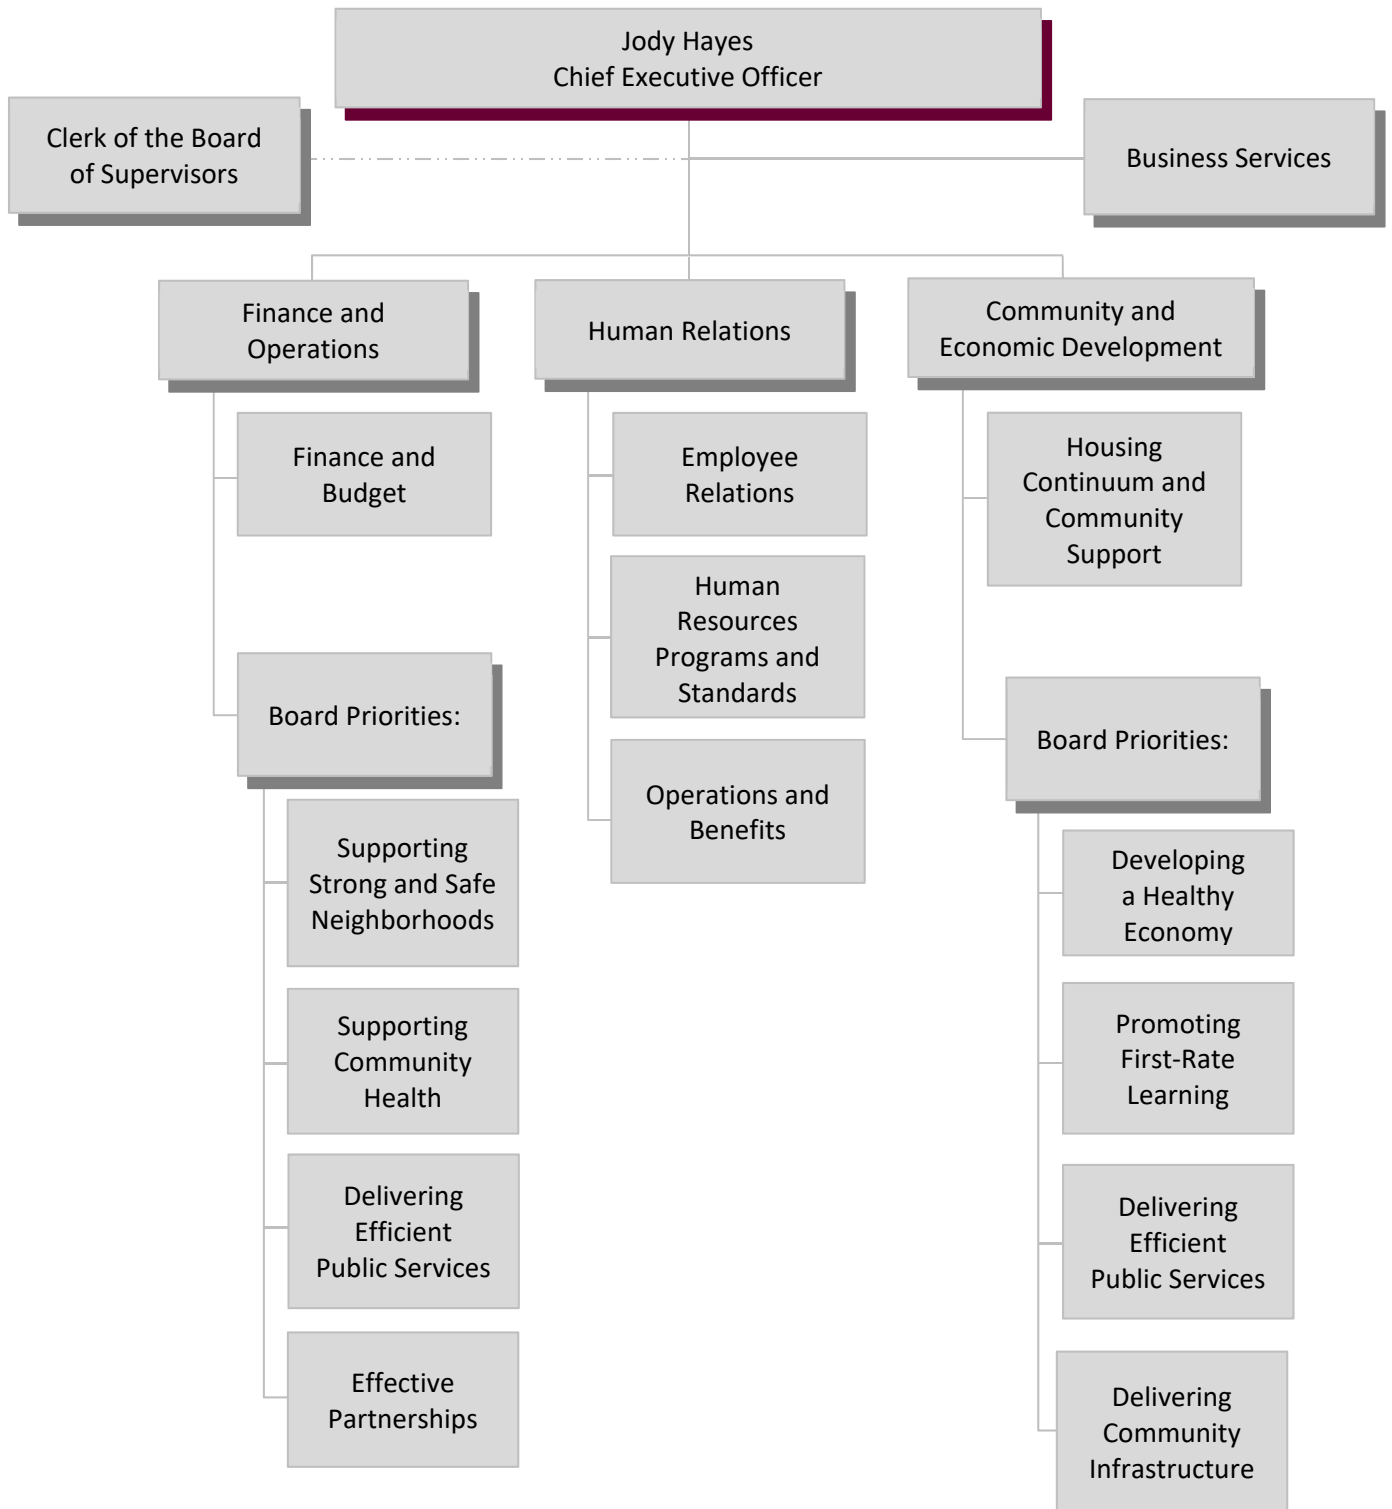 Jody Hayes
Chief Executive Officer
Clerk of the Board
of Supervisors
Business Services
Finance and
Operations
Human Relations
Community and
Economic Development
Finance and
Budget
Employee
Relations
Housing
Continuum and
Community
Support
Human
Resources
Programs and
Standards
Board Priorities:
Board Priorities:
Operations and
Benefits
Supporting
Strong and Safe
Neighborhoods
Developing
a Healthy
Economy
Supporting
Community
Health
Promoting
First-Rate
Learning
Delivering
Efficient
Public Services
Delivering
Efficient
Public Services
Effective
Partnerships
Delivering
Community
Infrastructure